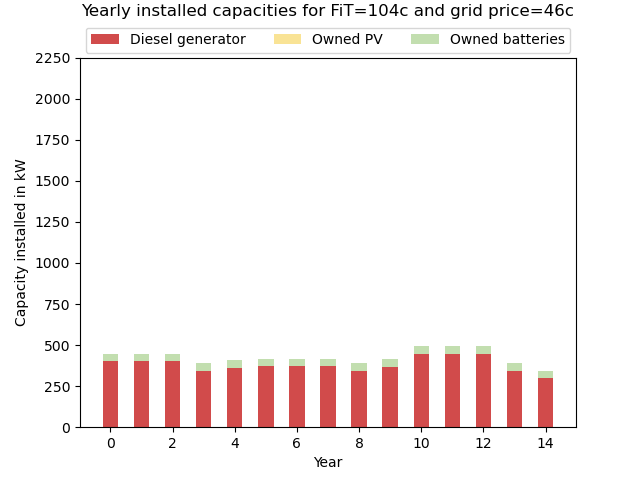 Yearly installed capacities for FiT=104c and grid price=46c
Diesel generator Owned PV Owned batteries
2250
2000
1750
1500
1250
1000
750
500
250
0
Capacity installed in kW
0 2 4 6 8 10 12 14
Year